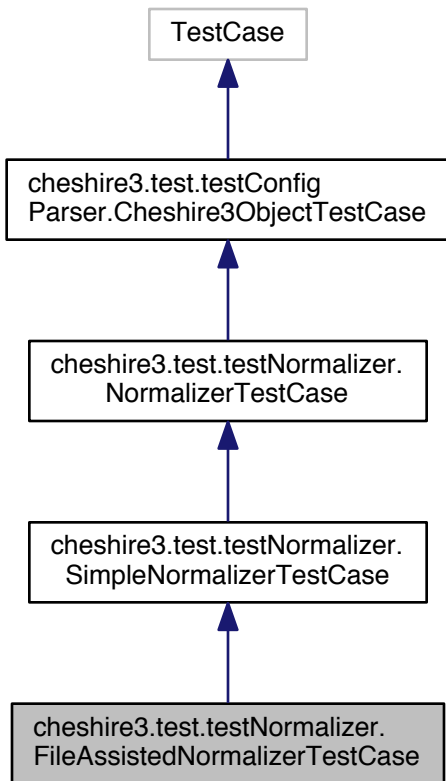 TestCase
cheshire3.test.testConfig
Parser.Cheshire3ObjectTestCase
cheshire3.test.testNormalizer.
NormalizerTestCase
cheshire3.test.testNormalizer.
SimpleNormalizerTestCase
cheshire3.test.testNormalizer.
FileAssistedNormalizerTestCase